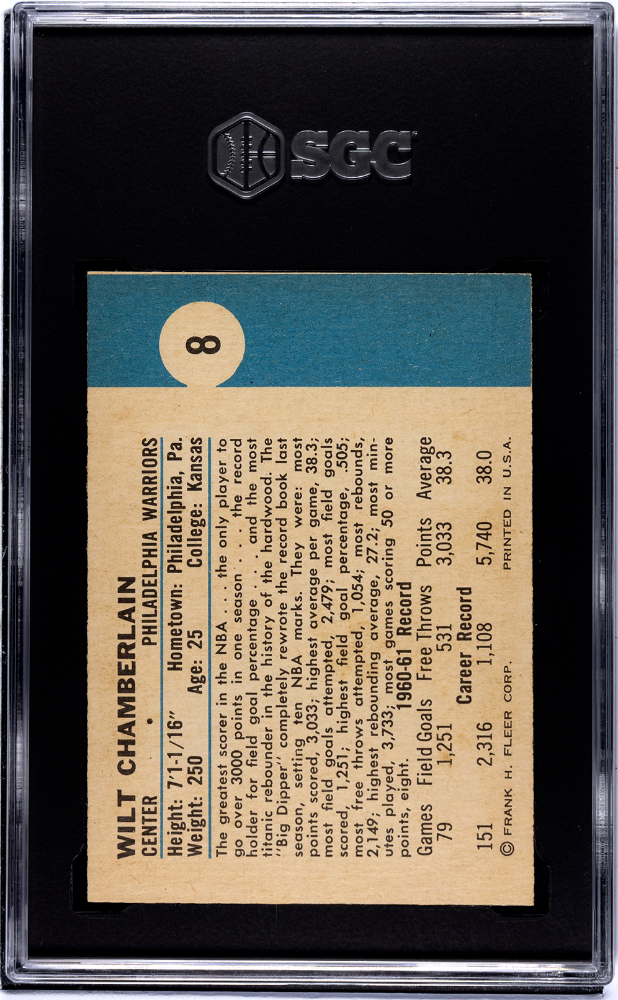 SGC
8
WILT CHAMBERLAIN
CENTER • PHILADELPHIA WARRIORS
Height: 7'1-1/16" Hometown: Philadelphia, Pa.
Weight: 250 Age: 25 College: Kansas
The greatest scorer in the NBA . . . the only player to
go over 3000 points in one season . . . the record
holder for field goal percentage . . . and the most
titanic rebounder in the history of the hardwood. The
"Big Dipper" completely rewrote the record book last
season, setting ten NBA marks. They were: most
points scored, 3,033; highest average per game, 38.3;
most field goals attempted, 2,479; most field goals
scored, 1,251; highest field goal percentage, .505;
most free throws attempted, 1,054; most rebounds,
2,149; highest rebounding average, 27.2; most min-
utes played, 3,733; most games scoring 50 or more
points, eight.
1960-61 Record
Games Field Goals Free Throws Points Average
79 1,251 531 3,033 38.3
Career Record
151 2,316 1,108 5,740 38.0
© FRANK H. FLEER CORP. PRINTED IN U.S.A.